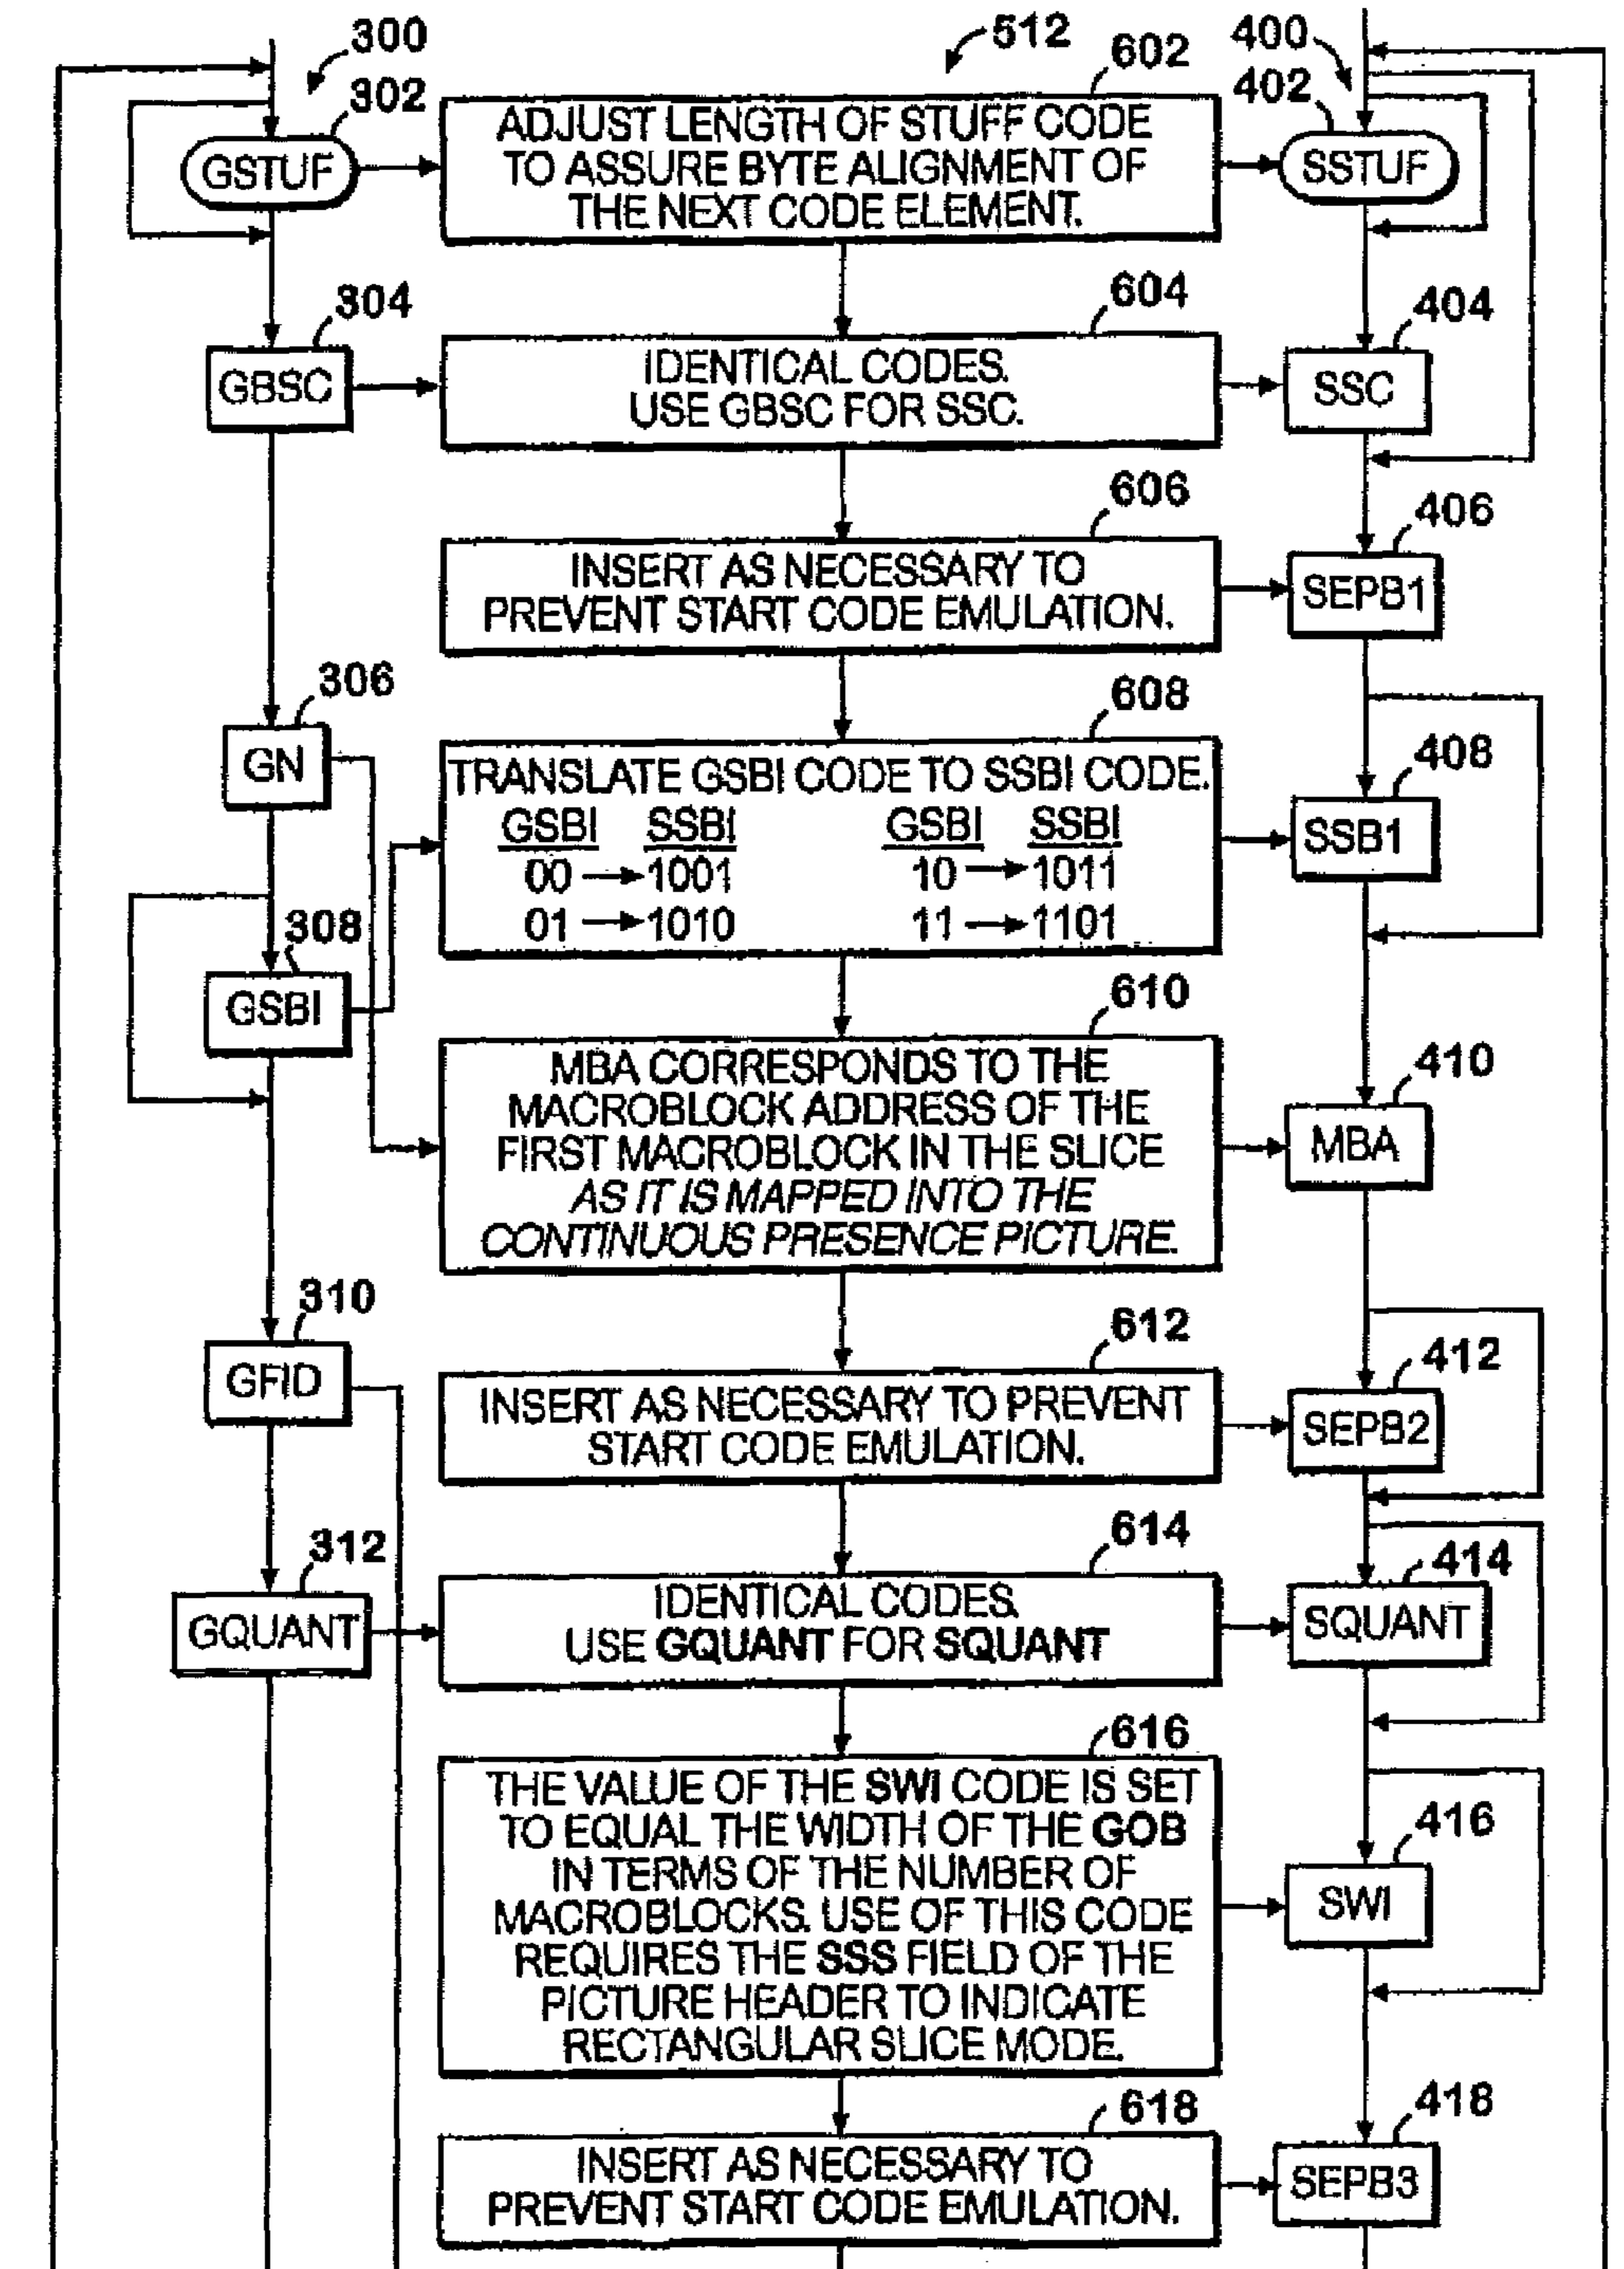 300
512
400
302
602
402
GSTUF
ADJUST LENGTH OF STUFF CODE
TO ASSURE BYTE ALIGNMENT OF
THE NEXT CODE ELEMENT.
SSTUF
304
604
404
GBSC
IDENTICAL CODES.
USE GBSC FOR SSC.
SSC
606
406
INSERT AS NECESSARY TO
PREVENT START CODE EMULATION.
SEPB1
306
608
408
GN
TRANSLATE GSBI CODE TO SSBI CODE.
GSBI SSBI GSBI SSBI
00 → 1001 10 → 1011
01 → 1010 11 → 1101
SSB1
308
GSBI
610
410
MBA CORRESPONDS TO THE
MACROBLOCK ADDRESS OF THE
FIRST MACROBLOCK IN THE SLICE
AS IT IS MAPPED INTO THE
CONTINUOUS PRESENCE PICTURE.
MBA
310
GFID
612
412
INSERT AS NECESSARY TO PREVENT
START CODE EMULATION.
SEPB2
312
614
414
GQUANT
IDENTICAL CODES.
USE GQUANT FOR SQUANT
SQUANT
616
416
THE VALUE OF THE SWI CODE IS SET
TO EQUAL THE WIDTH OF THE GOB
IN TERMS OF THE NUMBER OF
MACROBLOCKS. USE OF THIS CODE
REQUIRES THE SSS FIELD OF THE
PICTURE HEADER TO INDICATE
RECTANGULAR SLICE MODE.
SWI
618
418
INSERT AS NECESSARY TO
PREVENT START CODE EMULATION.
SEPB3